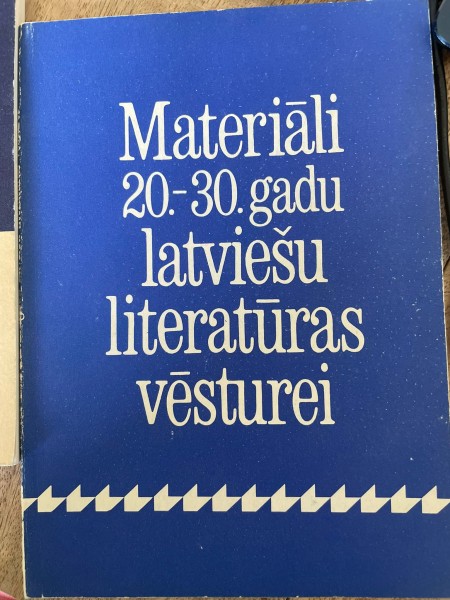 Materiāli
20.-30. gadu
latviešu
literatūras
vēsturei